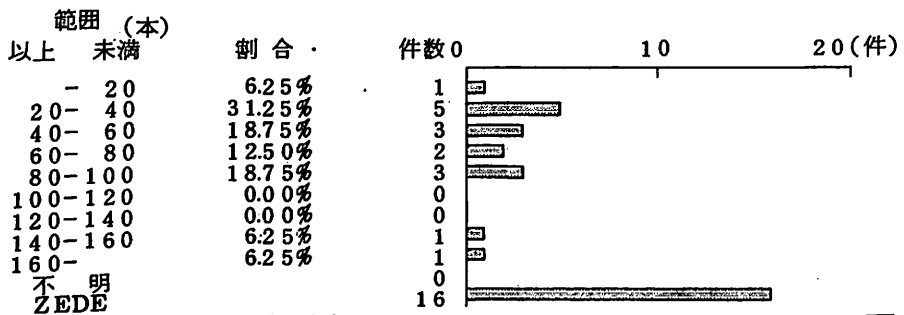 範囲 (本)
以上 未満 割合 件数0 10 20(件)
- 20 6.25% 1
20- 40 31.25% 5
40- 60 18.75% 3
60- 80 12.50% 2
80-100 18.75% 3
100-120 0.00% 0
120-140 0.00% 0
140-160 6.25% 1
160- 6.25% 1
不明 0
ZEDE 16